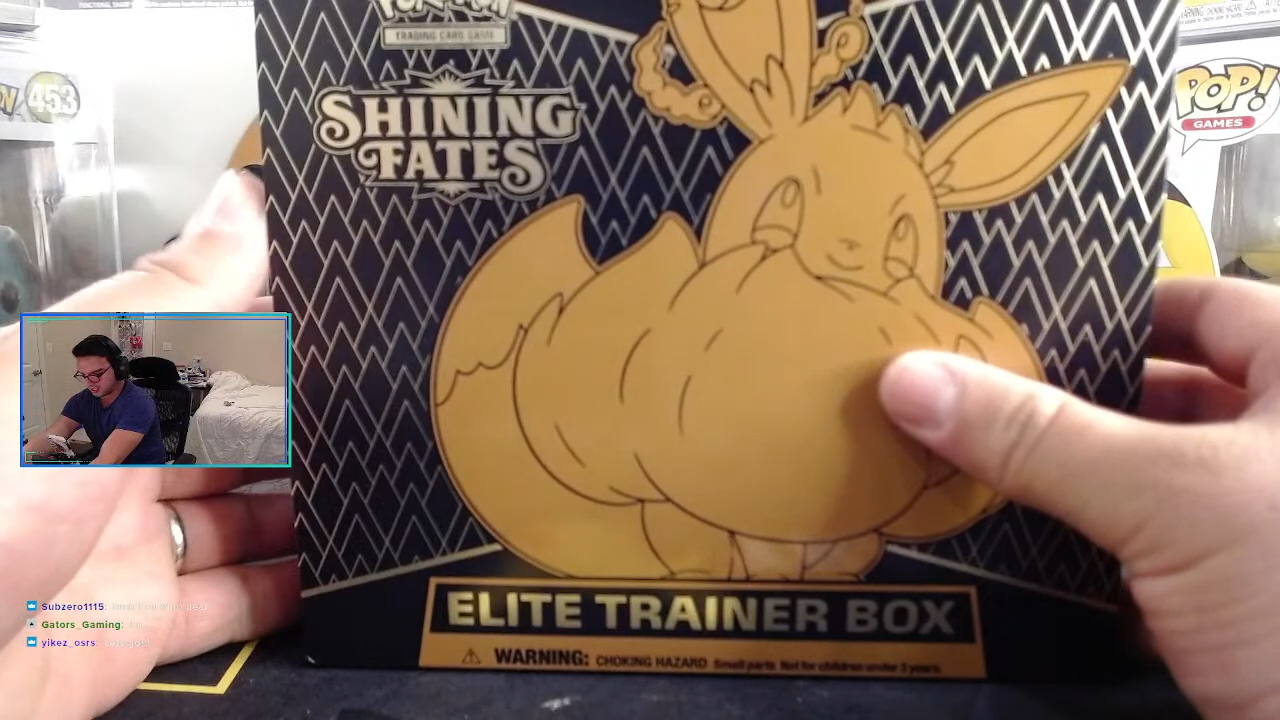 POKÉMON
TRADING CARD GAME
SHINING
FATES
453
POP!
GAMES
ELITE TRAINER BOX
WARNING: CHOKING HAZARD Small parts. Not for children under 3 years.
Subzero1115:
Gators_Gaming:
yikez_osrs: